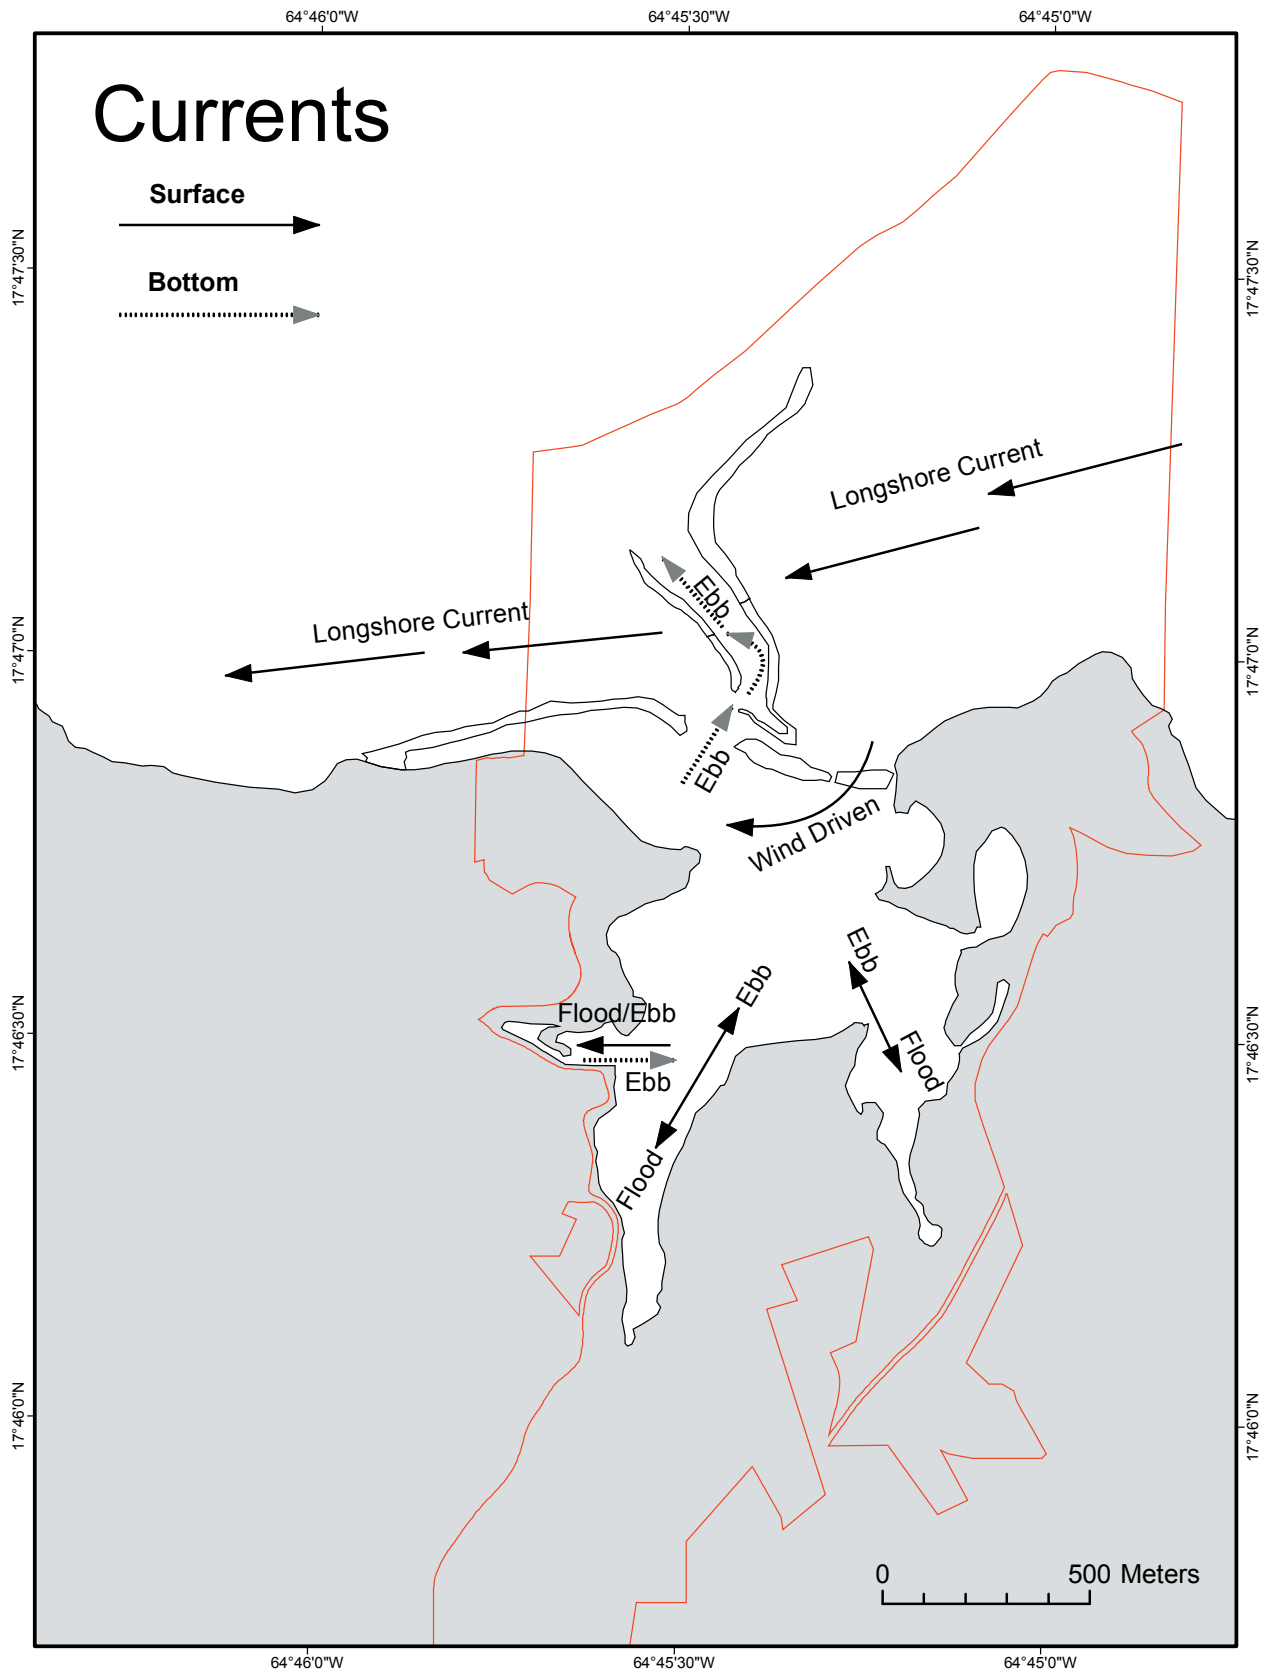 64°46'0"W
64°45'30"W
64°45'0"W
Currents
Surface
Bottom
17°47'30"N
17°47'30"N
Longshore Current
Ebb
Longshore Current
17°47'0"N
17°47'0"N
Ebb
Wind Driven
Ebb
Ebb
Flood/Ebb
17°46'30"N
17°46'30"N
Flood
Ebb
Flood
17°46'0"N
17°46'0"N
0 500 Meters
64°46'0"W
64°45'30"W
64°45'0"W